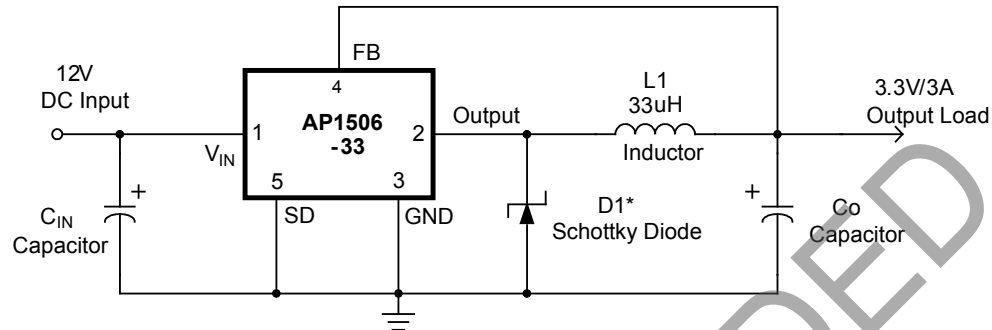 FB
12V
DC Input
4
L1
33uH
3.3V/3A
Output Load
AP1506
-33
1
2
Output
V_IN
Inductor
5
3
SD
GND
+
C_IN
Capacitor
D1*
Schottky Diode
+
Co
Capacitor
DED